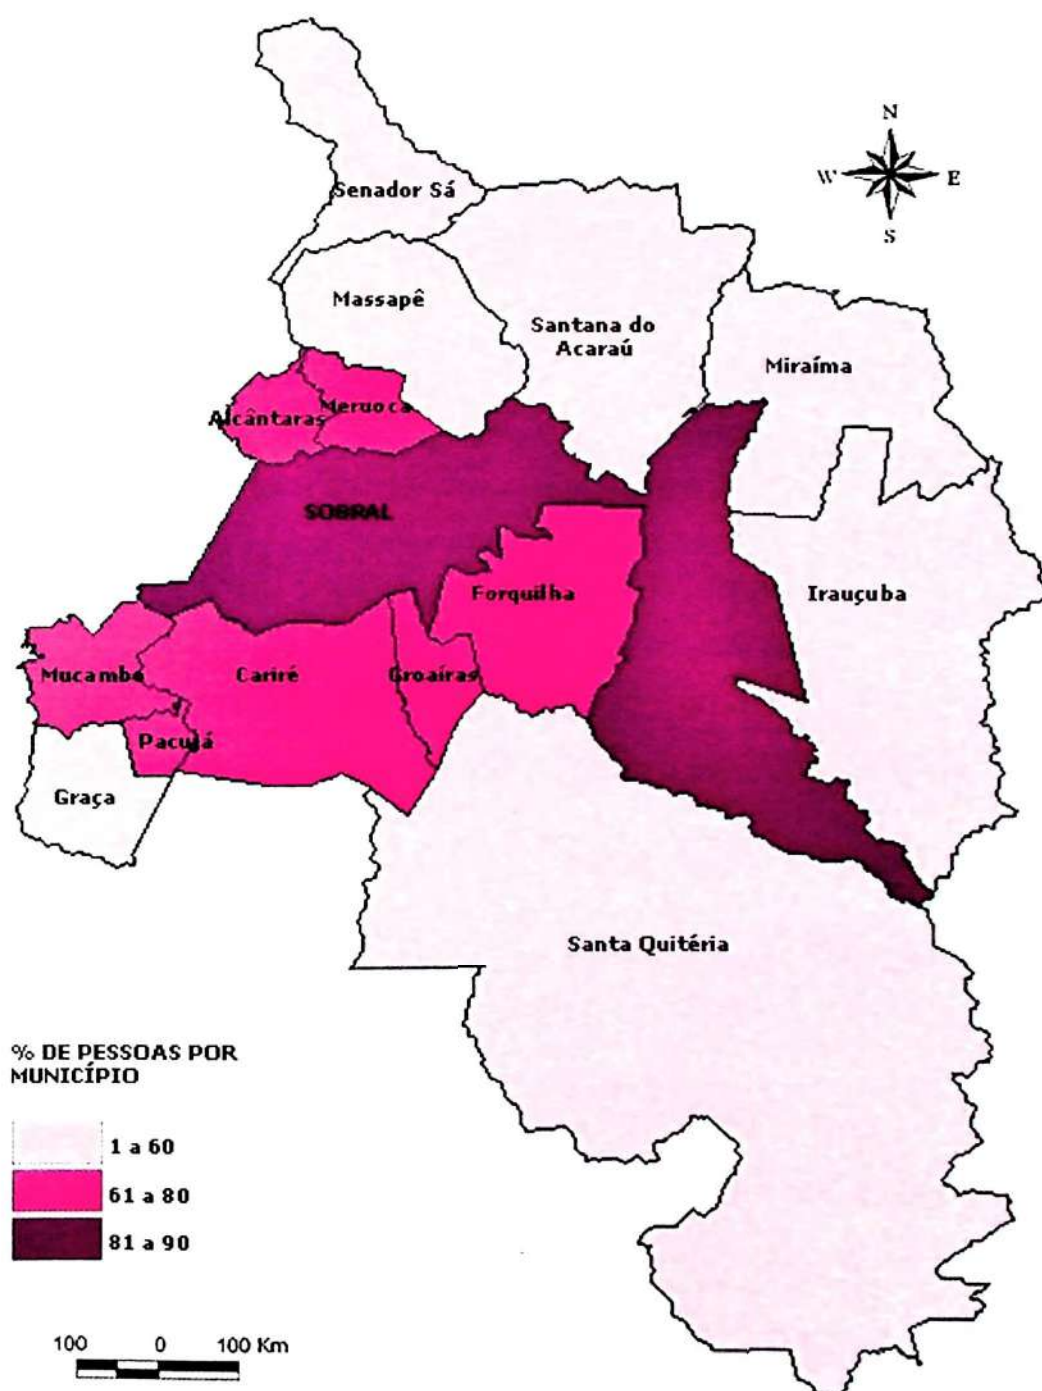 N
W E
S
Senador Sá
Massapê
Santana do
Acaraú
Miraíma
Alcântaras
Meruoca
SOBRAL
Forquilha
Irauçuba
Mucambo
Cariré
Groaíras
Pacujá
Graça
Santa Quitéria
% DE PESSOAS POR
MUNICÍPIO
1 a 60
61 a 80
81 a 90
100 0 100 Km